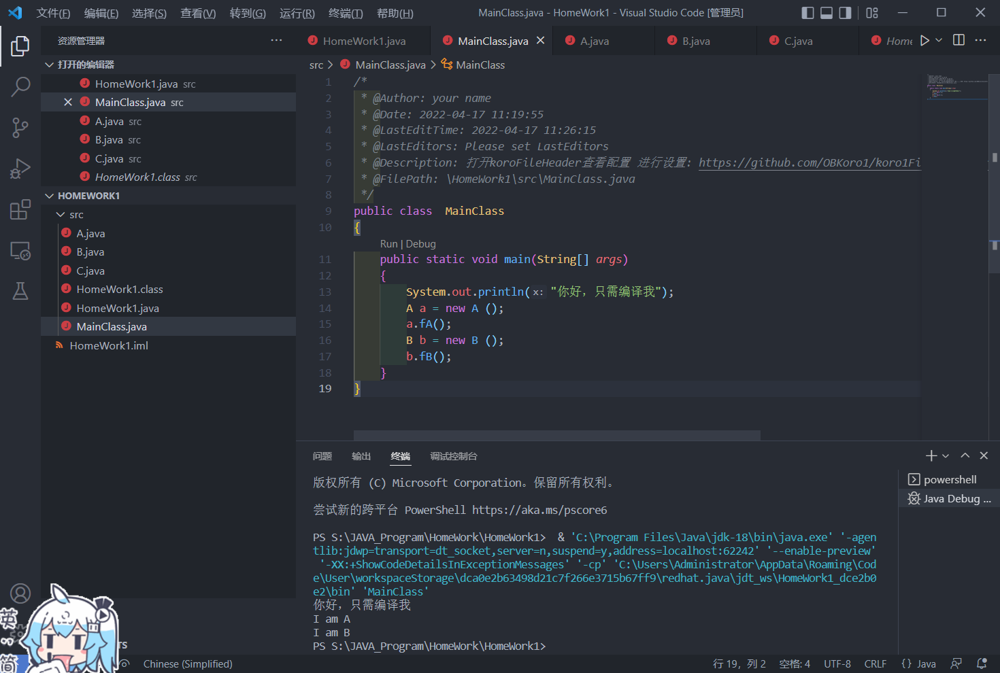 文件(F) 编辑(E) 选择(S) 查看(V) 转到(G) 运行(R) 终端(T) 帮助(H) MainClass.java - HomeWork1 - Visual Studio Code [管理员]
资源管理器
HomeWork1.java MainClass.java A.java B.java C.java Home
打开的编辑器
HomeWork1.java src
MainClass.java src
A.java src
B.java src
C.java src
HomeWork1.class src
HOMEWORK1
src
A.java
B.java
C.java
HomeWork1.class
HomeWork1.java
MainClass.java
HomeWork1.iml
src > MainClass.java > MainClass
1 /*
2 * @Author: your name
3 * @Date: 2022-04-17 11:19:55
4 * @LastEditTime: 2022-04-17 11:26:15
5 * @LastEditors: Please set LastEditors
6 * @Description: 打开koroFileHeader查看配置 进行设置: https://github.com/OBKoro1/koro1Fi
7 * @FilePath: \HomeWork1\src\MainClass.java
8 */
9 public class  MainClass
10 {
Run | Debug
11 public static void main(String[] args)
12 {
13 System.out.println(x: "你好，只需编译我");
14 A a = new A ();
15 a.fA();
16 B b = new B ();
17 b.fB();
18 }
19 }
问题 输出 终端 调试控制台
版权所有 (C) Microsoft Corporation。保留所有权利。
尝试新的跨平台 PowerShell https://aka.ms/pscore6
PS S:\JAVA_Program\HomeWork\HomeWork1>  & 'C:\Program Files\Java\jdk-18\bin\java.exe' '-agen
tlib:jdwp=transport=dt_socket,server=n,suspend=y,address=localhost:62242' '--enable-preview'
'-XX:+ShowCodeDetailsInExceptionMessages' '-cp' 'C:\Users\Administrator\AppData\Roaming\Cod
e\User\workspaceStorage\dca0e2b63498d21c7f266e3715b67ff9\redhat.java\jdt_ws\HomeWork1_dce2b0
e2\bin' 'MainClass'
你好，只需编译我
I am A
I am B
PS S:\JAVA_Program\HomeWork\HomeWork1>
powershell
Java Debug ...
英
简
TS
Chinese (Simplified) 行 19，列 2 空格: 4 UTF-8 CRLF {} Java